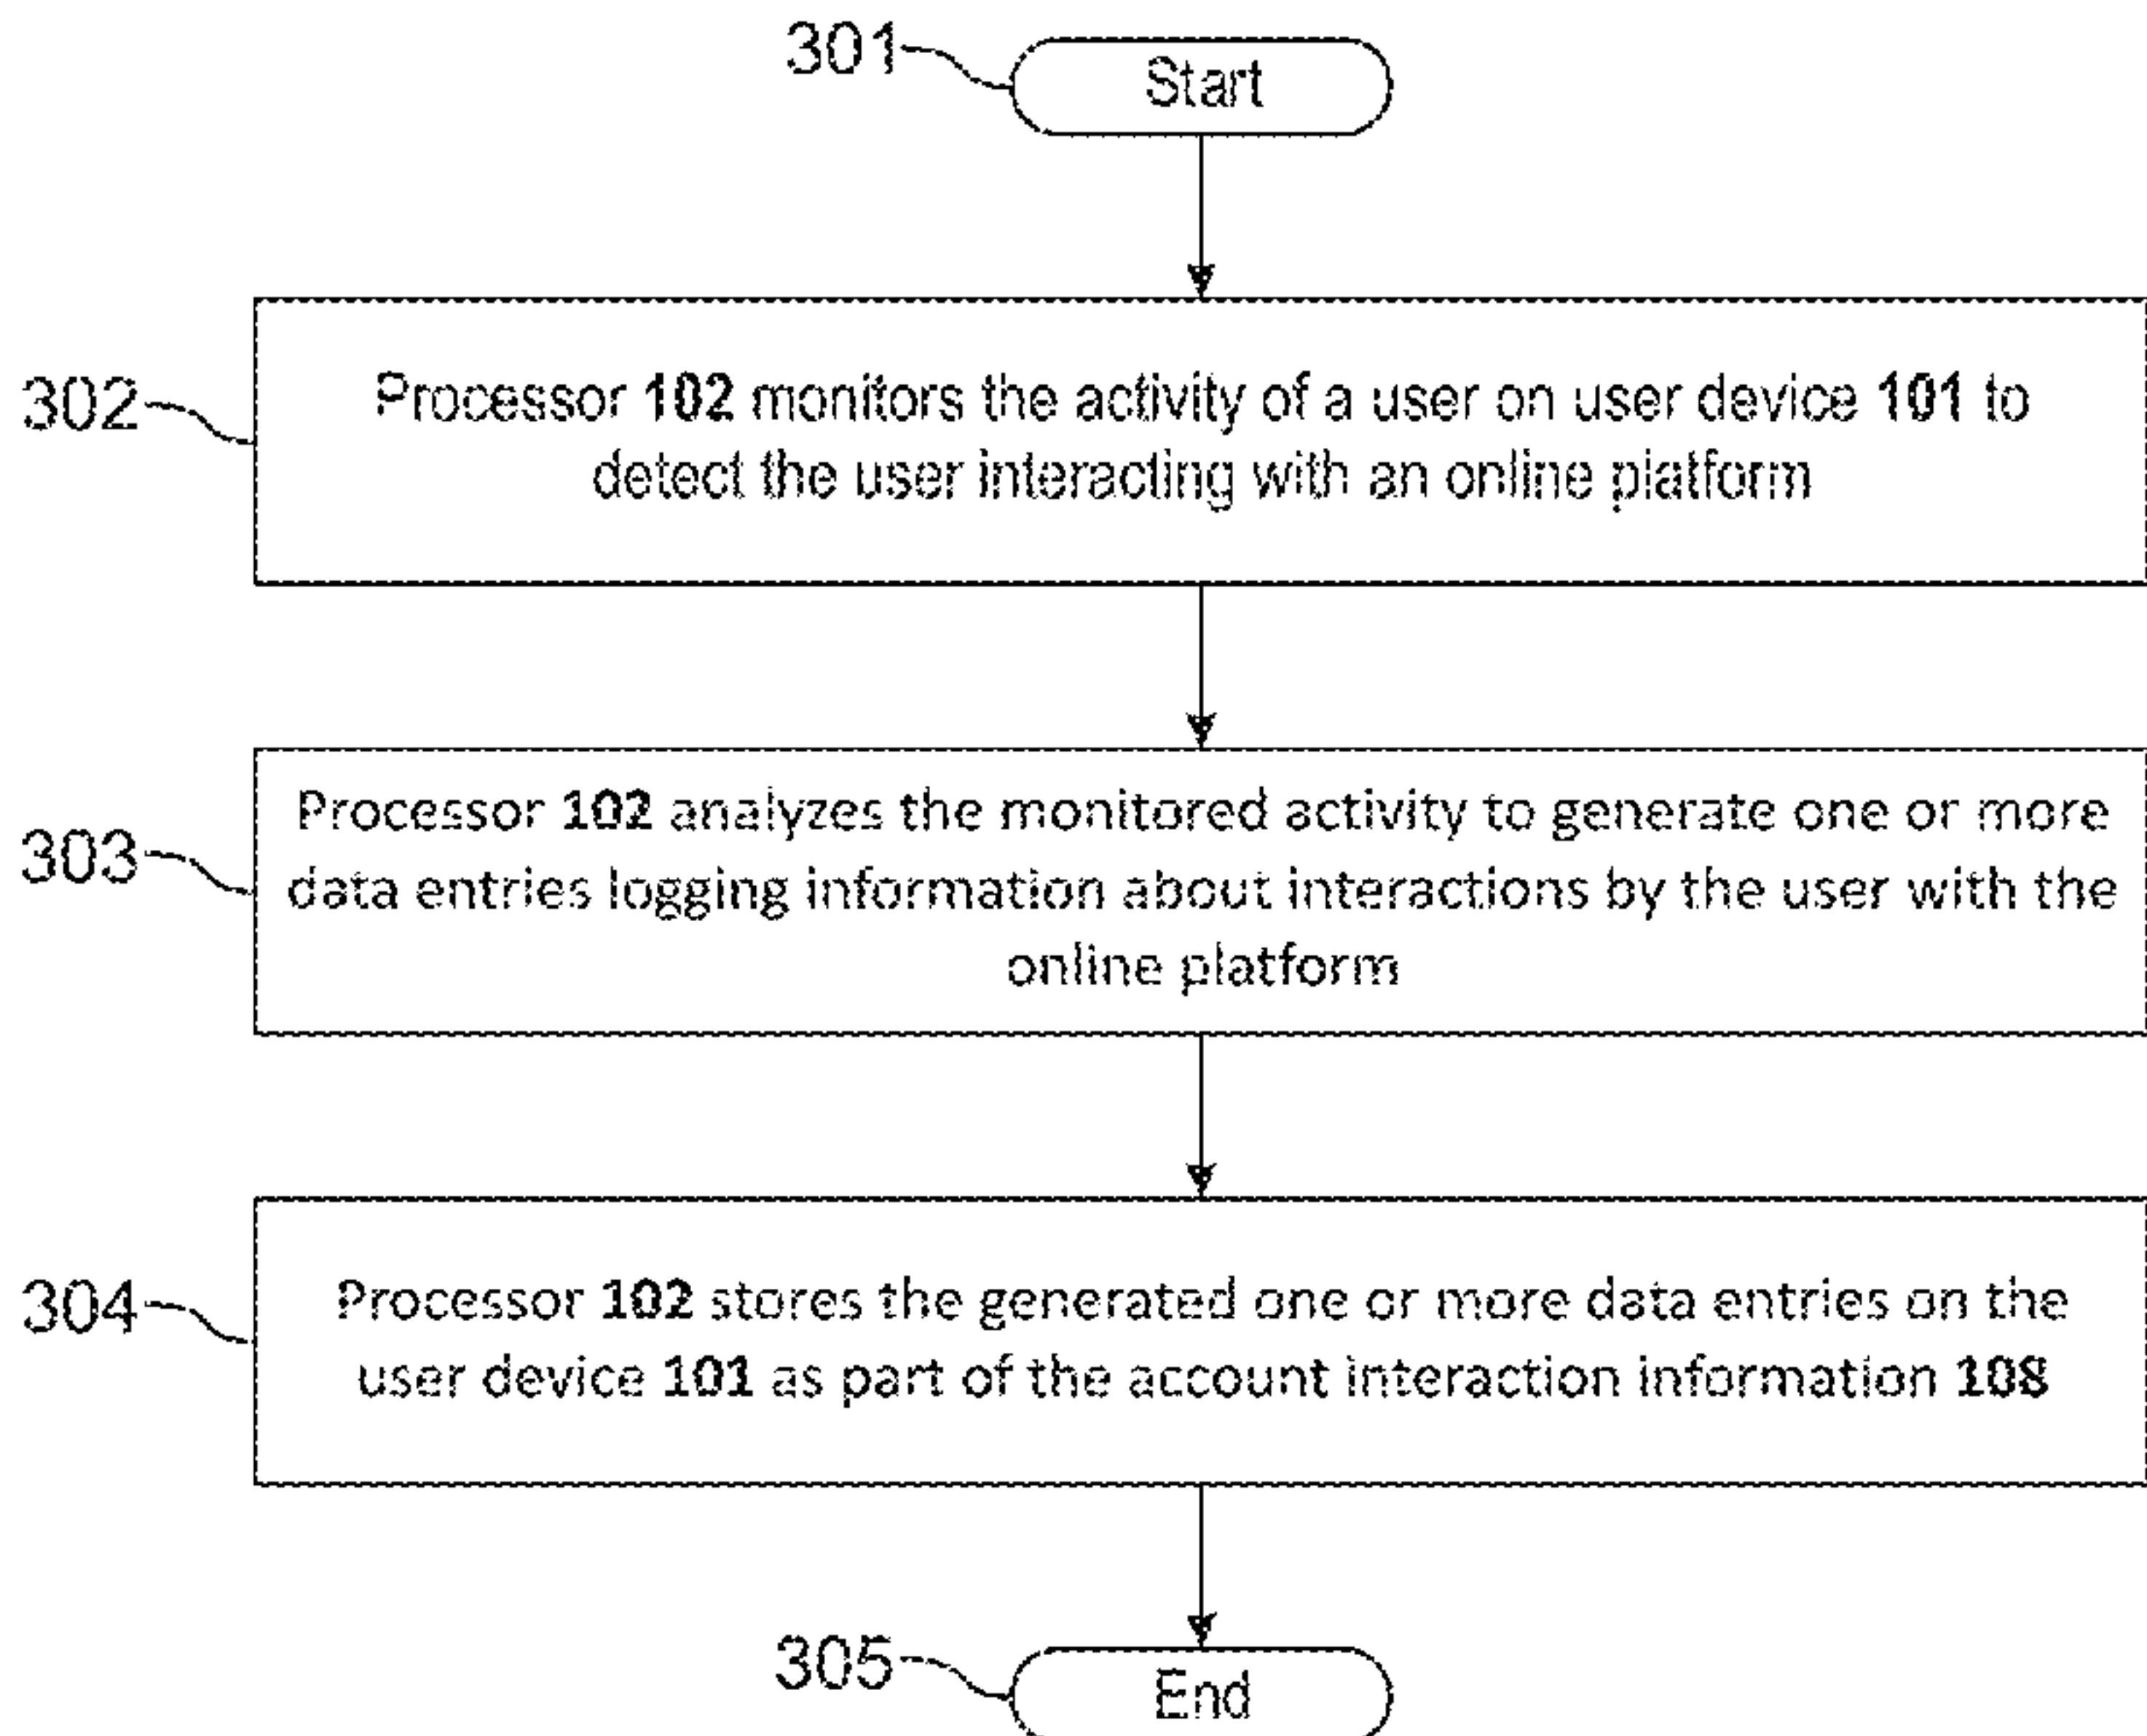 301
Start
302
Processor 102 monitors the activity of a user on user device 101 to
detect the user interacting with an online platform
303
Processor 102 analyzes the monitored activity to generate one or more
data entries logging information about interactions by the user with the
online platform
304
Processor 102 stores the generated one or more data entries on the
user device 101 as part of the account interaction information 108
305
End